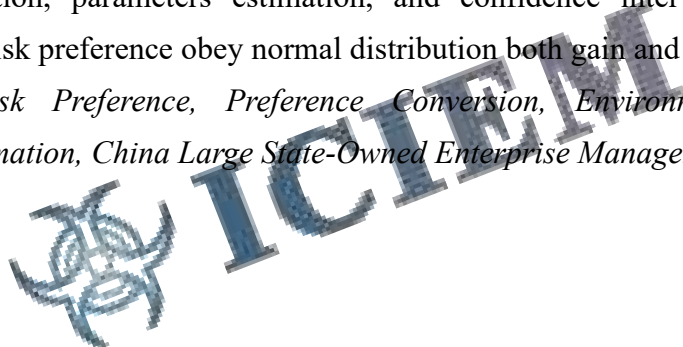 tion, parameters estimation, and confidence inter
isk preference obey normal distribution both gain and
sk Preference, Preference Conversion, Environ
nation, China Large State-Owned Enterprise Manage
ICIEM